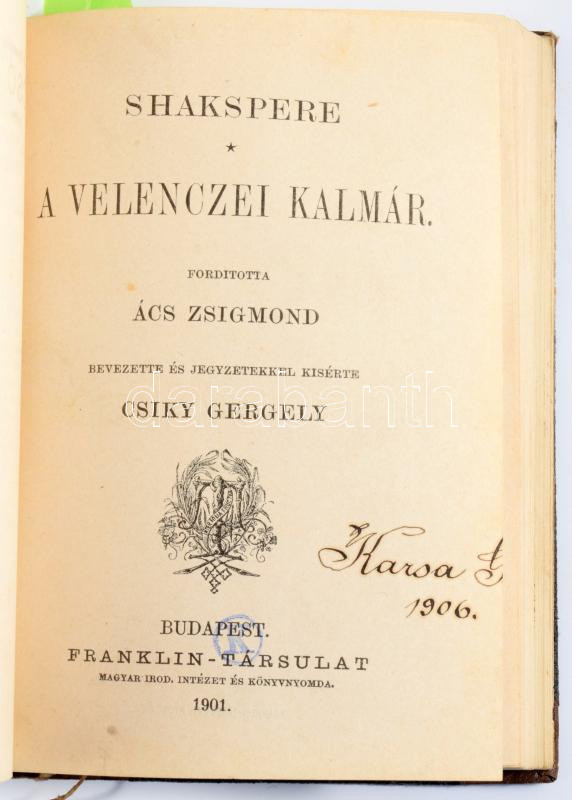 SHAKSPERE
★
A VELENCZEI KALMÁR.
FORDITOTTA
ÁCS ZSIGMOND
BEVEZETTE ÉS JEGYZETEKKEL KISÉRTE
CSIKY GERGELY
darabanth
Karsa
1906.
BUDAPEST.
FRANKLIN-TÁRSULAT
MAGYAR IROD. INTÉZET ÉS KÖNYVNYOMDA.
1901.